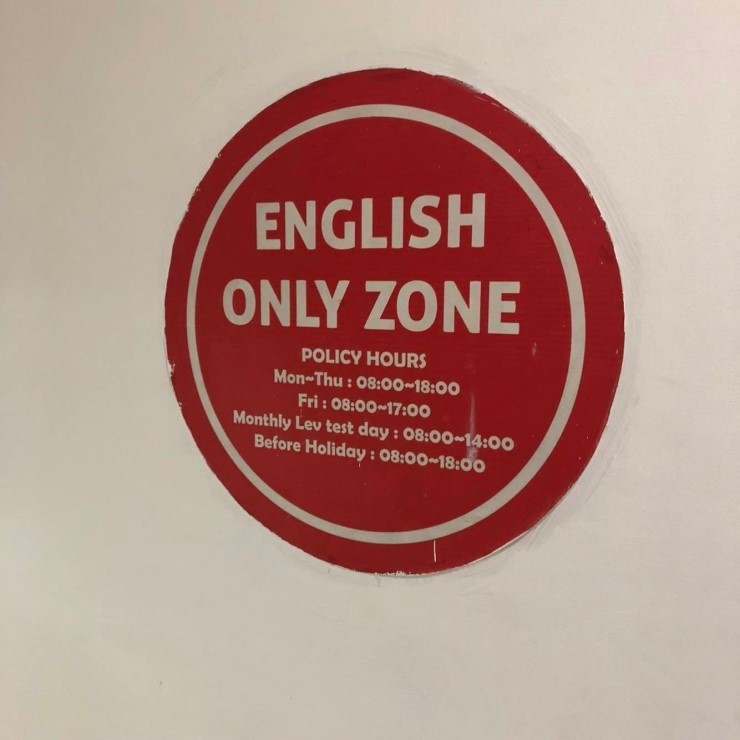 ENGLISH
ONLY ZONE
POLICY HOURS
Mon~Thu : 08:00~18:00
Fri : 08:00~17:00
Monthly Lev test day : 08:00~14:00
Before Holiday : 08:00~18:00